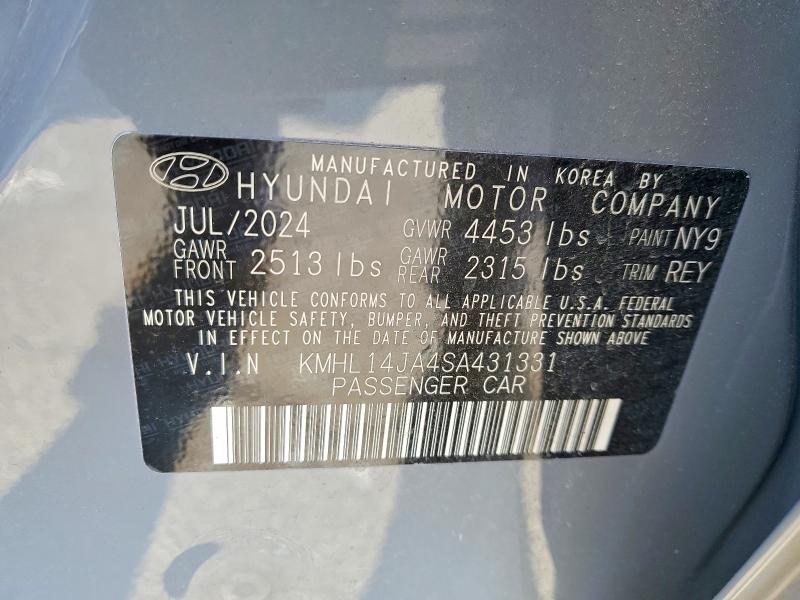 MANUFACTURED IN KOREA BY
HYUNDAI MOTOR COMPANY
JUL/2024 GVWR 4453 lbs PAINT NY9
GAWR FRONT 2513 lbs GAWR REAR 2315 lbs TRIM REY
THIS VEHICLE CONFORMS TO ALL APPLICABLE U.S.A. FEDERAL
MOTOR VEHICLE SAFETY, BUMPER, AND THEFT PREVENTION STANDARDS
IN EFFECT ON THE DATE OF MANUFACTURE SHOWN ABOVE
V.I.N KMHL14JA4SA431331
PASSENGER CAR